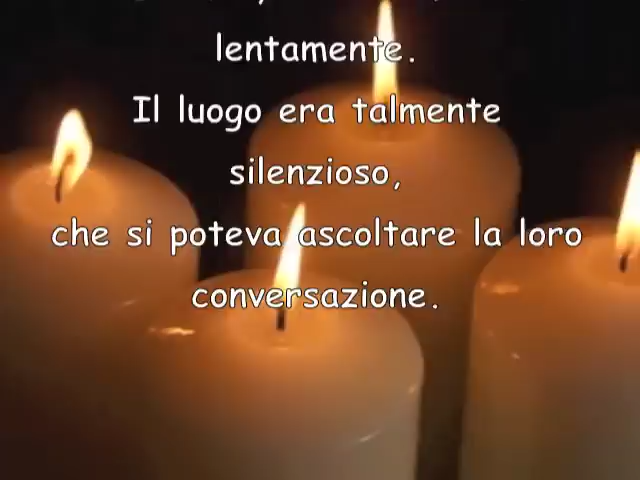 lentamente.
Il luogo era talmente
silenzioso,
che si poteva ascoltare la loro
conversazione.